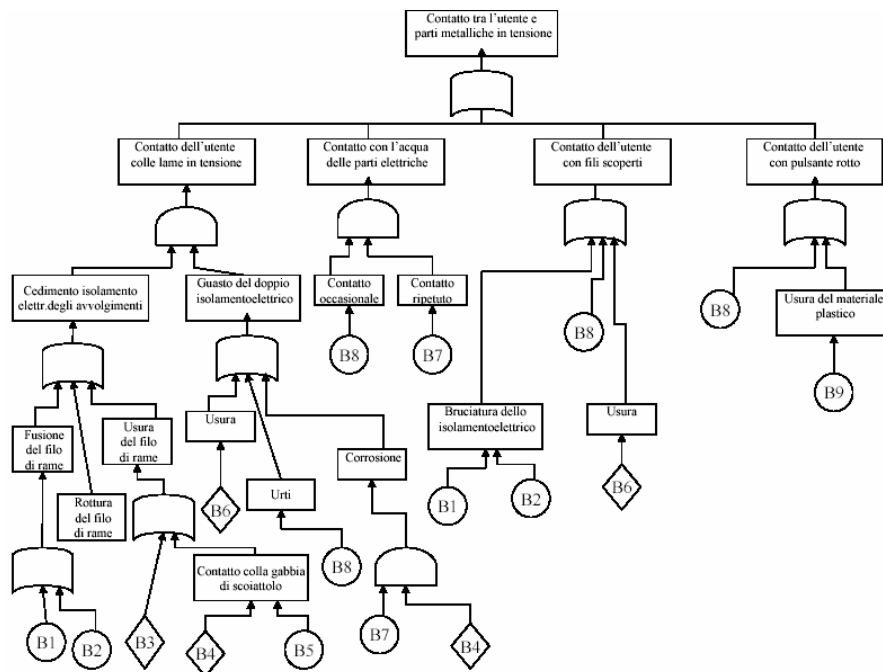 Contatto tra l'utente e
parti metalliche in tensione
Contatto dell'utente
colle lame in tensione
Contatto con l'acqua
delle parti elettriche
Contatto dell'utente
con fili scoperti
Contatto dell'utente
con pulsante rotto
Cedimento isolamento
elettr.degli avvolgimenti
Guasto del doppio
isolamentoelettrico
Contatto
occasionale
Contatto
ripetuto
B8
B7
B8
B8
Usura del materiale
plastico
B9
Fusione
del filo
di rame
Usura
del filo
di rame
Usura
Corrosione
Bruciatura dello
isolamentoelettrico
Usura
Rottura
del filo
di rame
B6
Urti
B1
B2
B6
Contatto colla gabbia
di scoiattolo
B8
B1
B2
B3
B4
B5
B7
B4